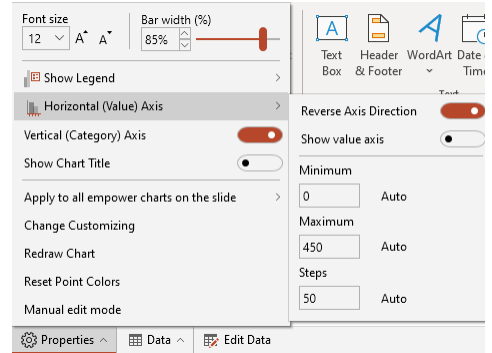 Font size
Bar width (%)
12
A
A
85%
Show Legend
Horizontal (Value) Axis
Vertical (Category) Axis
Show Chart Title
Apply to all empower charts on the slide
Change Customizing
Redraw Chart
Reset Point Colors
Manual edit mode
Properties
Data
Edit Data
A
Text
Box
Header
& Footer
A
WordArt
Date
Time
Reverse Axis Direction
Show value axis
Minimum
0 Auto
Maximum
450 Auto
Steps
50 Auto